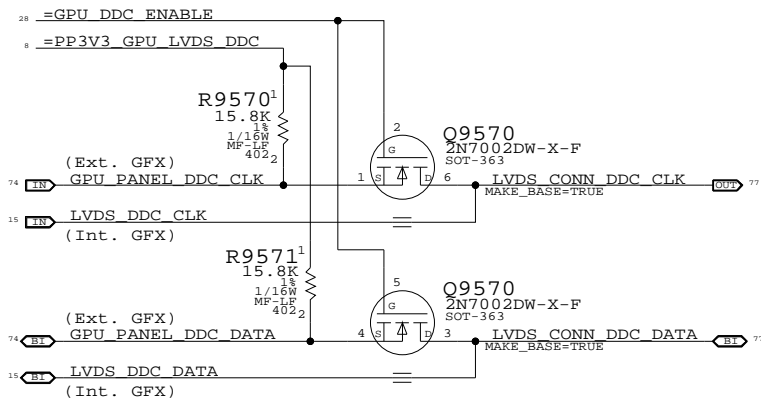 28 =GPU_DDC_ENABLE
8 =PP3V3_GPU_LVDS_DDC
R9570 1
15.8K
1%
1/16W
MF-LF
402 2
2
Q9570
2N7002DW-X-F
SOT-363
G
(Ext. GFX)
74 IN GPU_PANEL_DDC_CLK 1 S D 6 LVDS_CONN_DDC_CLK OUT 77
MAKE_BASE=TRUE
15 IN LVDS_DDC_CLK
(Int. GFX)
R9571 1
15.8K
1%
1/16W
MF-LF
402 2
5
Q9570
2N7002DW-X-F
SOT-363
G
(Ext. GFX)
74 BI GPU_PANEL_DDC_DATA 4 S D 3 LVDS_CONN_DDC_DATA BI 77
MAKE_BASE=TRUE
15 BI LVDS_DDC_DATA
(Int. GFX)